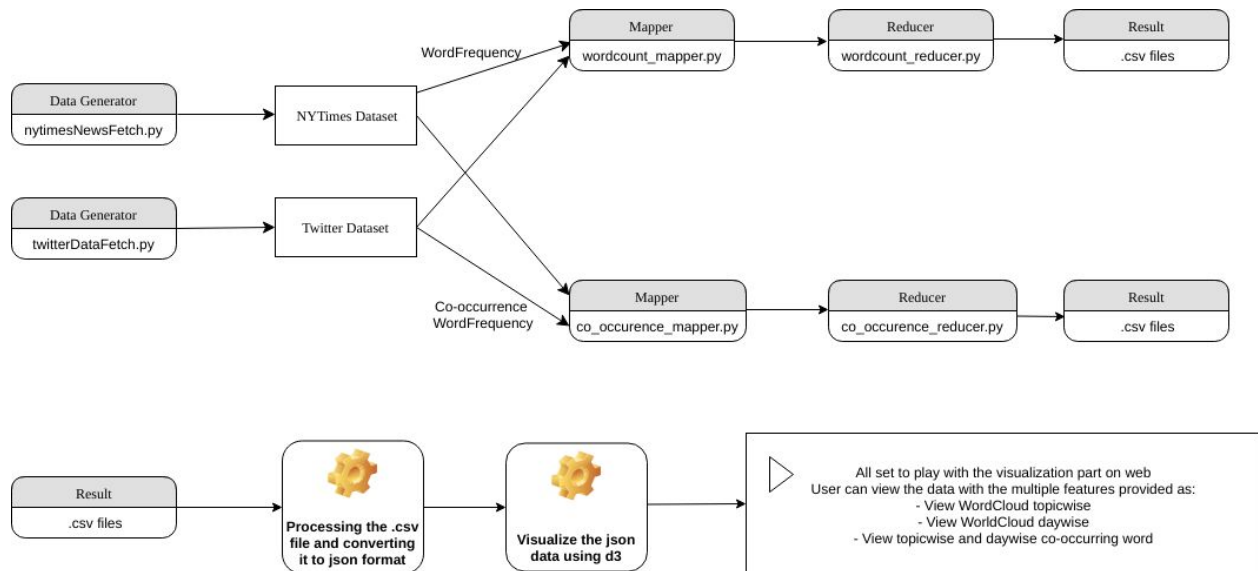 Mapper
wordcount_mapper.py
Reducer
wordcount_reducer.py
Result
.csv files
WordFrequency
Data Generator
nytimesNewsFetch.py
NYTimes Dataset
Data Generator
twitterDataFetch.py
Twitter Dataset
Co-occurrence
WordFrequency
Mapper
co_occurence_mapper.py
Reducer
co_occurence_reducer.py
Result
.csv files
Result
.csv files
Processing the .csv
file and converting
it to json format
Visualize the json
data using d3
All set to play with the visualization part on web
User can view the data with the multiple features provided as:
- View WordCloud topicwise
- View WorldCloud daywise
- View topicwise and daywise co-occurring word